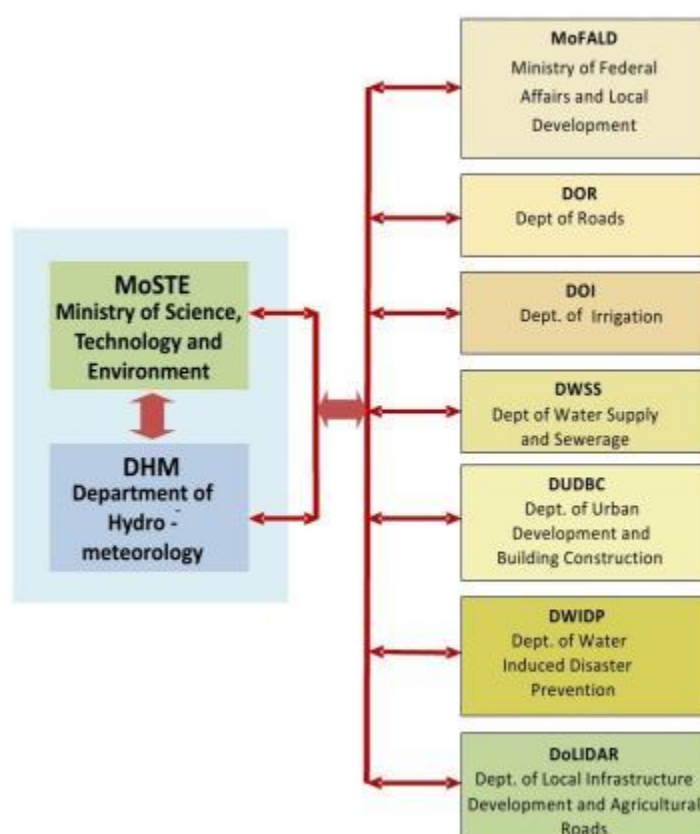 MoSTE
Ministry of Science,
Technology and
Environment
DHM
Department of
Hydro -
meteorology
MoFALD
Ministry of Federal
Affairs and Local
Development
DOR
Dept of Roads
DOI
Dept. of Irrigation
DWSS
Dept of Water Supply
and Sewerage
DUDBC
Dept. of Urban
Development and
Building Construction
DWIDP
Dept. of Water
Induced Disaster
Prevention
DoLIDAR
Dept. of Local Infrastructure
Development and Agricultural
Roads